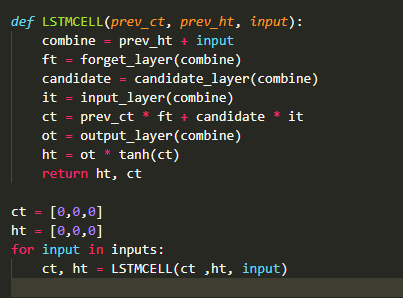 def LSTMCELL(prev_ct, prev_ht, input):
    combine = prev_ht + input
    ft = forget_layer(combine)
    candidate = candidate_layer(combine)
    it = input_layer(combine)
    ct = prev_ct * ft + candidate * it
    ot = output_layer(combine)
    ht = ot * tanh(ct)
    return ht, ct

ct = [0,0,0]
ht = [0,0,0]
for input in inputs:
    ct, ht = LSTMCELL(ct ,ht, input)